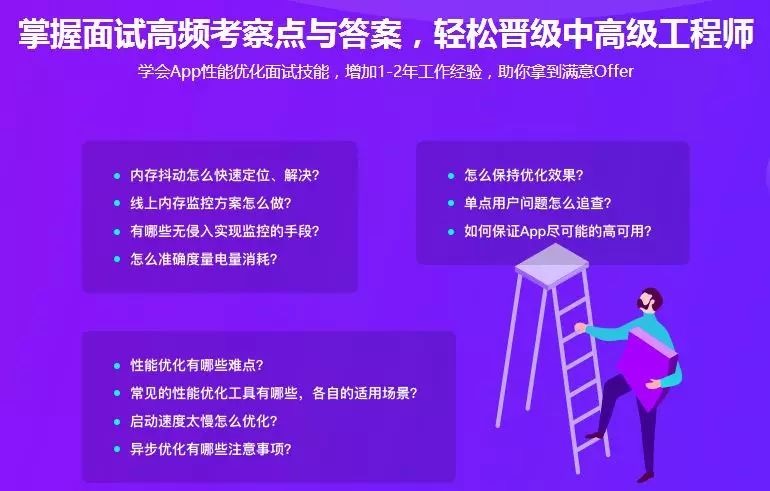 掌握面试高频考察点与答案，轻松晋级中高级工程师
学会App性能优化面试技能，增加1-2年工作经验，助你拿到满意Offer
内存抖动怎么快速定位、解决?
线上内存监控方案怎么做?
有哪些无侵入实现监控的手段?
怎么准确度量电量消耗?
怎么保持优化效果?
单点用户问题怎么追查?
如何保证App尽可能的高可用?
性能优化有哪些难点?
常见的性能优化工具有哪些，各自的适用场景?
启动速度太慢怎么优化?
异步优化有哪些注意事项?